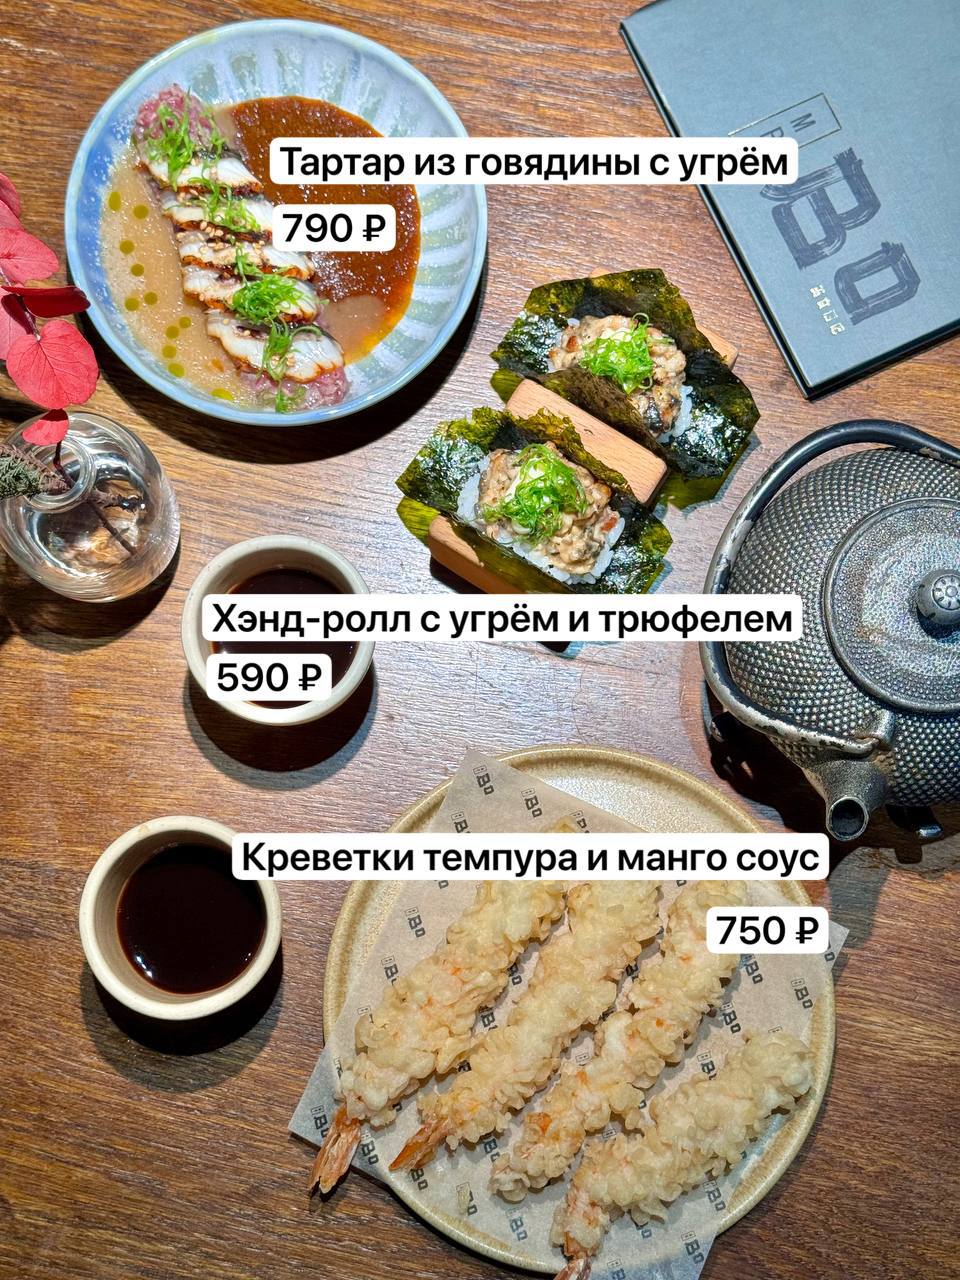 Тартар из говядины с угрём
790 ₽
Хэнд-ролл с угрём и трюфелем
590 ₽
Креветки темпура и манго соус
750 ₽